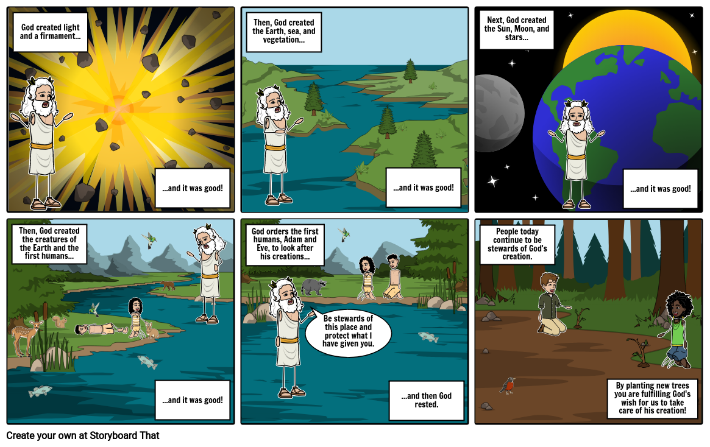 God created light
and a firmament...
...and it was good!
Then, God created
the Earth, sea, and
vegetation...
...and it was good!
Next, God created
the Sun, Moon, and
stars...
...and it was good!
Then, God created
the creatures of
the Earth and the
first humans...
...and it was good!
God orders the first
humans, Adam and
Eve, to look after
his creations...
Be stewards of
this place and
protect what I
have given you.
...and then God
rested.
People today
continue to be
stewards of God's
creation.
By planting new trees
you are fulfilling God's
wish for us to take
care of his creation!
Create your own at Storyboard That